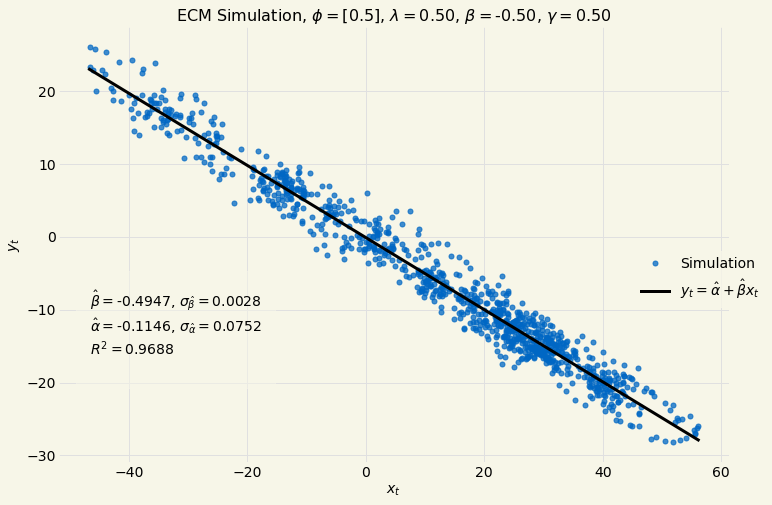 ECM Simulation, ϕ = [0.5], λ = 0.50, β = -0.50, γ = 0.50
20
10
0
−10
−20
−30
y_t
β̂ = -0.4947, σ_β̂ = 0.0028
α̂ = -0.1146, σ_α̂ = 0.0752
R² = 0.9688
Simulation
y_t = α̂ + β̂x_t
−40
−20
0
20
40
60
x_t